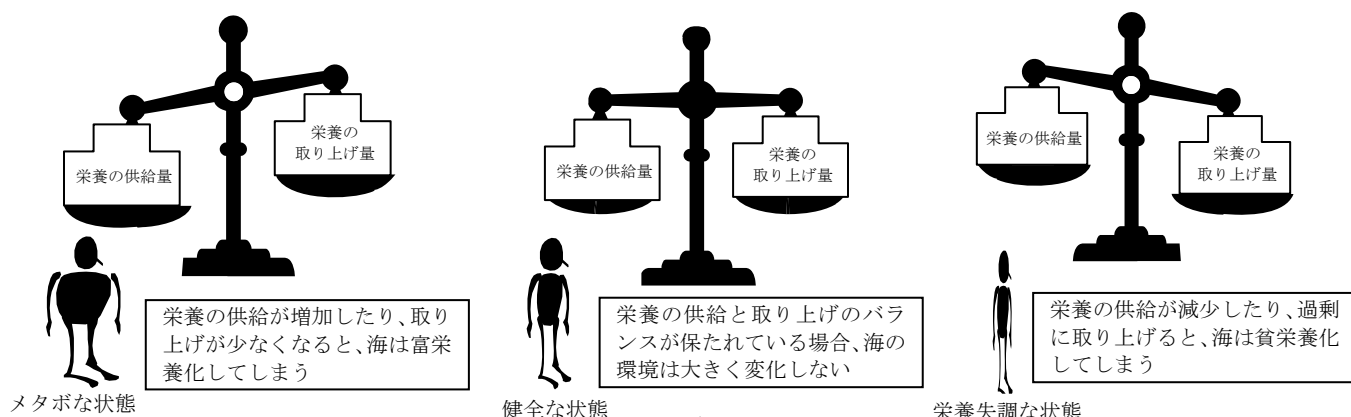 栄養の供給量
栄養の
取り上げ量
栄養の供給が増加したり、取り
上げが少なくなると、海は富栄
養化してしまう
メタボな状態
栄養の供給量
栄養の
取り上げ量
栄養の供給と取り上げのバラ
ンスが保たれている場合、海の
環境は大きく変化しない
健全な状態
栄養の供給量
栄養の
取り上げ量
栄養の供給が減少したり、過剰
に取り上げると、海は貧栄養化
してしまう
栄養失調な状態